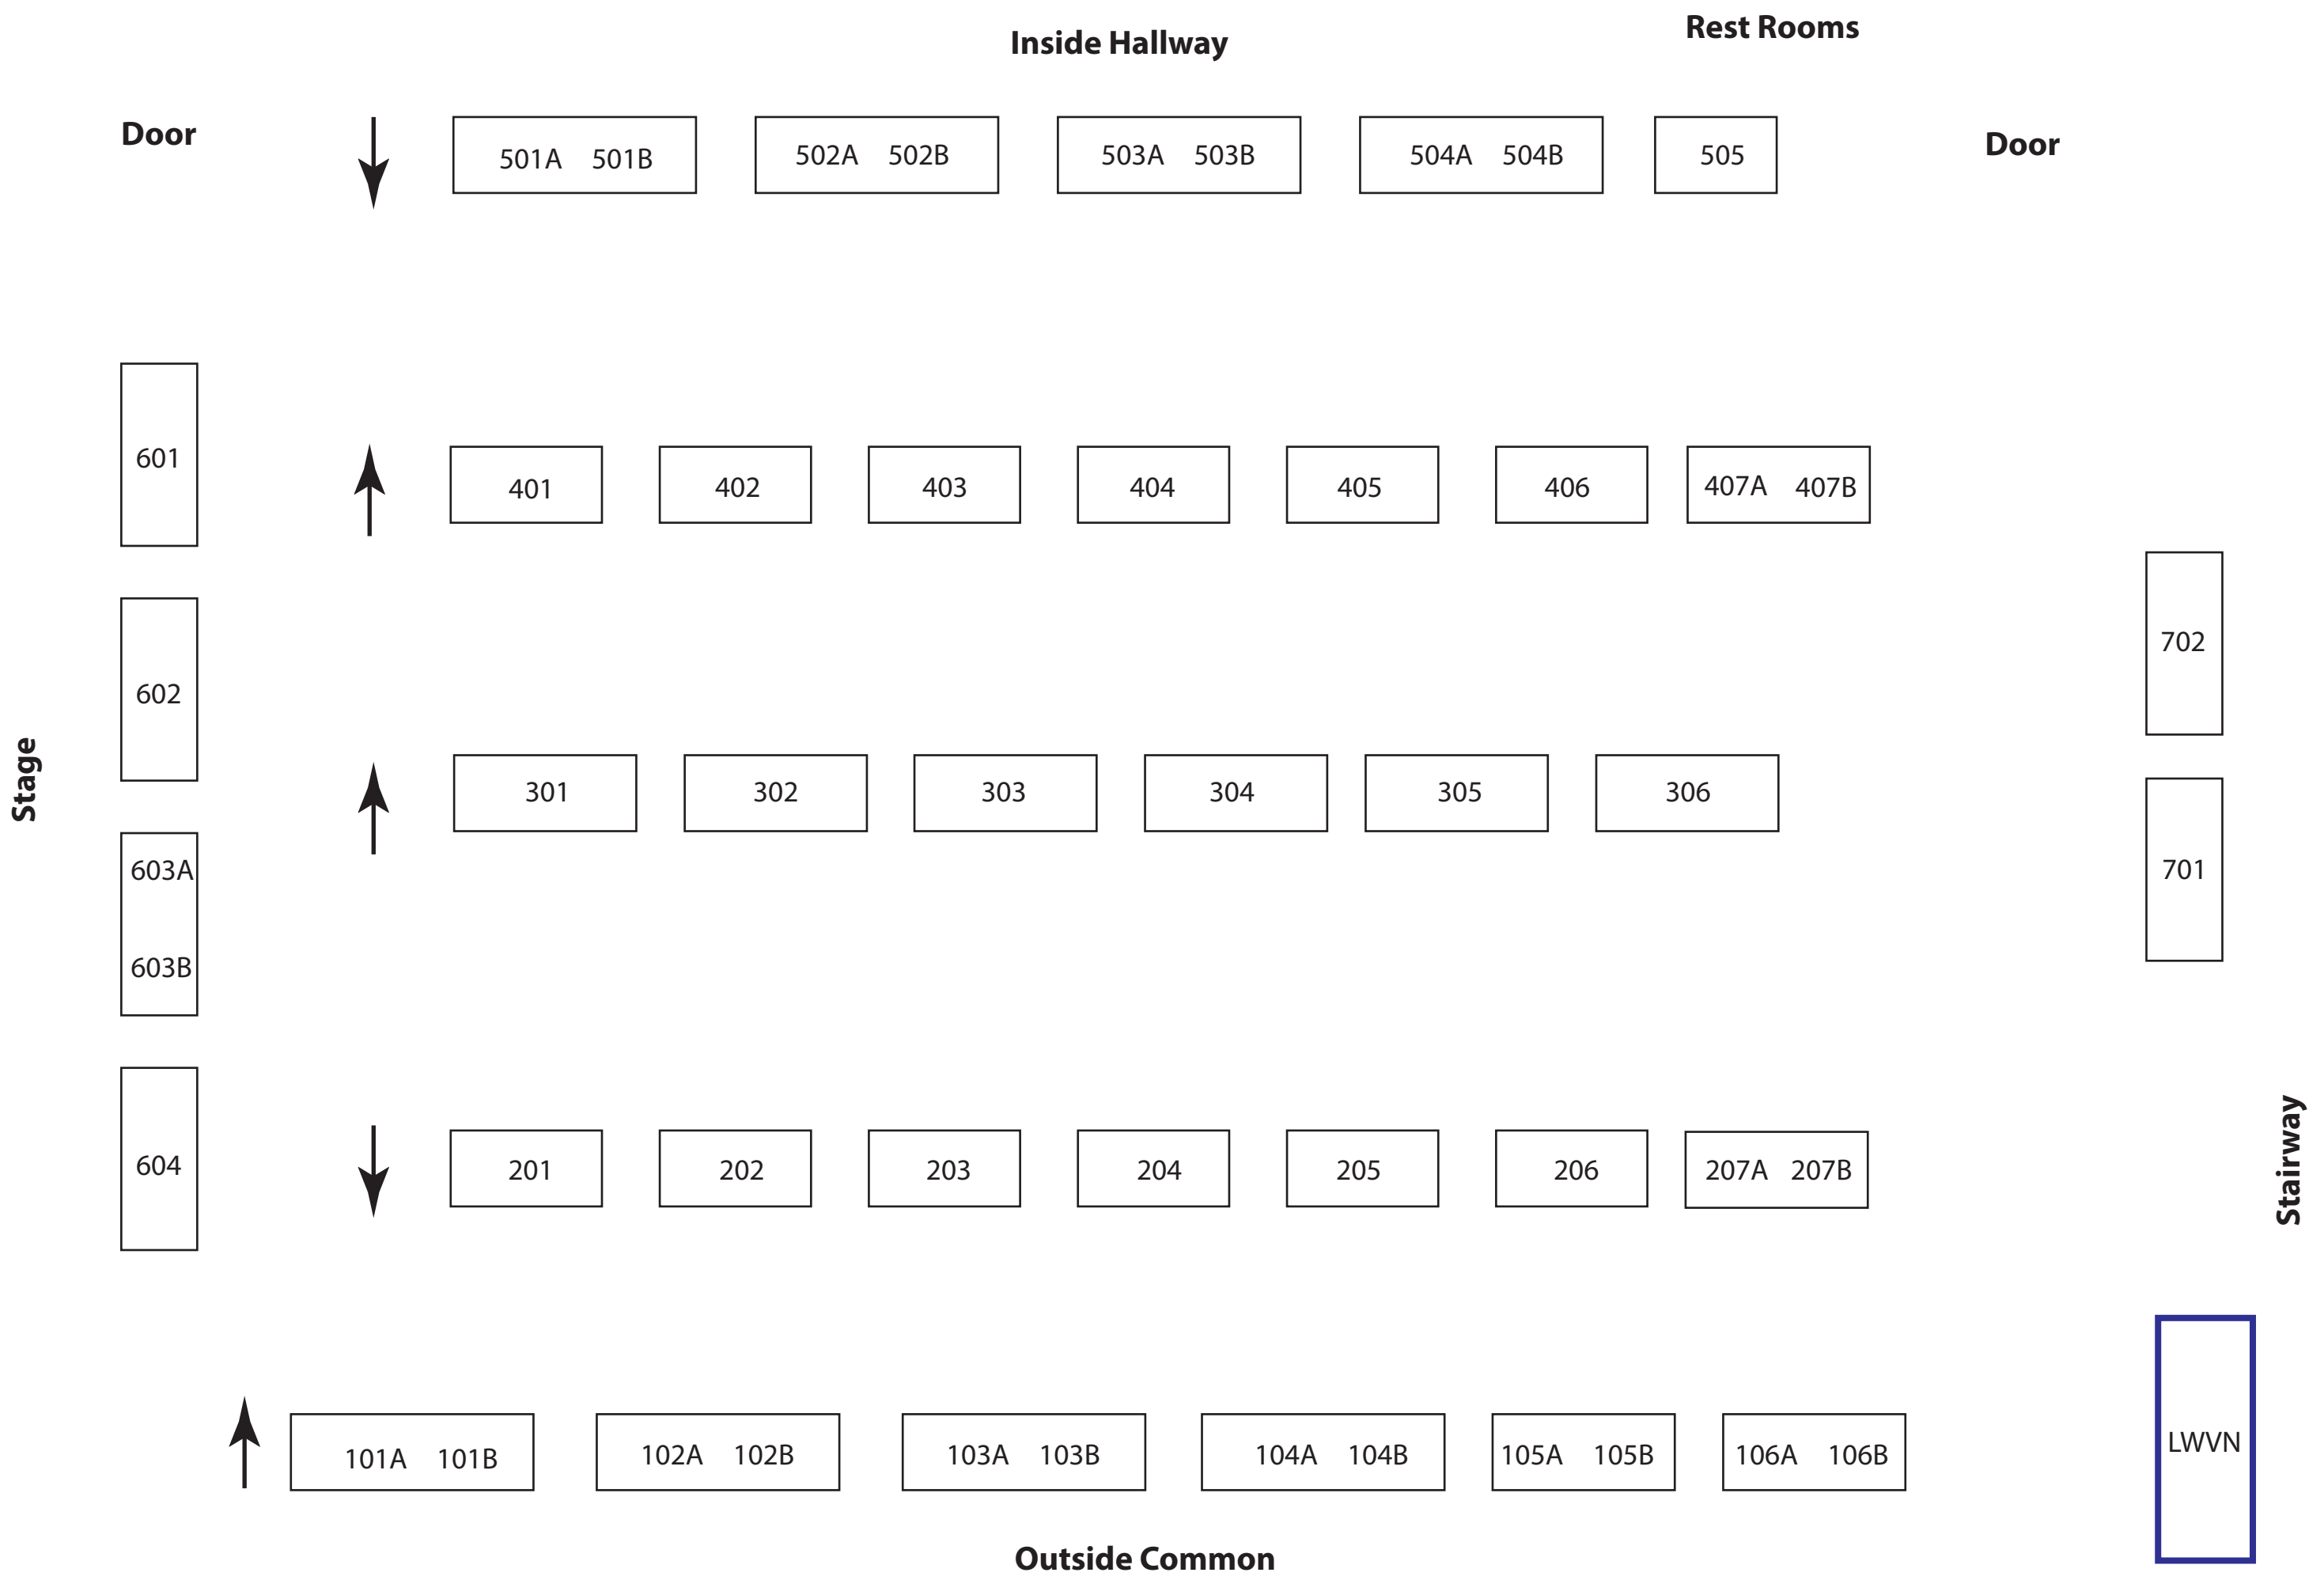 Rest Rooms
Inside Hallway
Door
Door
501A 501B
502A 502B
503A 503B
504A 504B
505
601
401
402
403
404
405
406
407A 407B
702
602
Stage
301
302
303
304
305
306
701
603A
603B
604
201
202
203
204
205
206
207A 207B
Stairway
101A 101B
102A 102B
103A 103B
104A 104B
105A 105B
106A 106B
LWVN
Outside Common